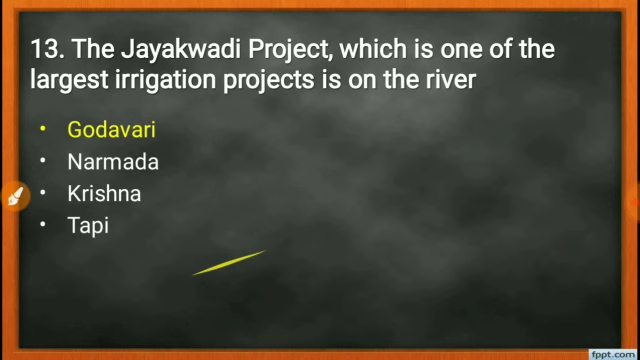 13. The Jayakwadi Project, which is one of the
largest irrigation projects is on the river
• Godavari
• Narmada
• Krishna
• Tapi
fppt.com